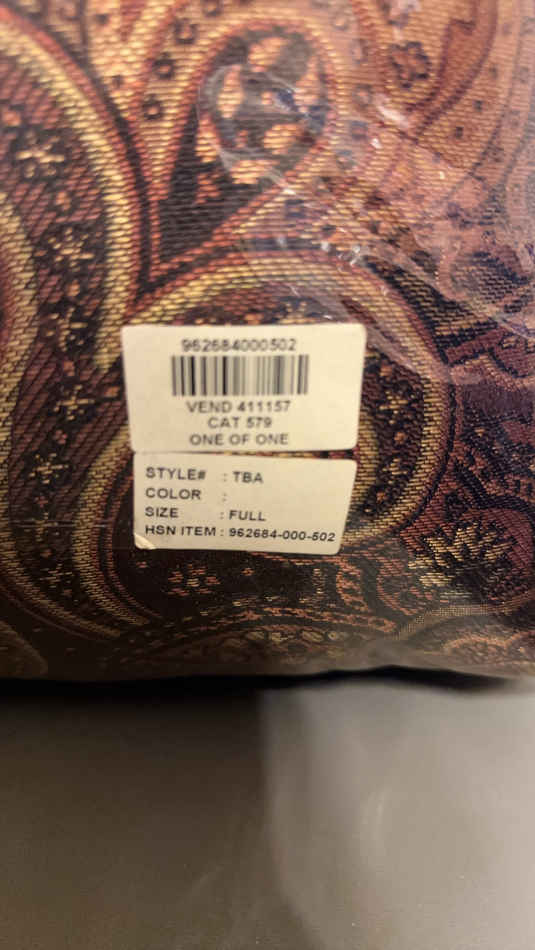 962684000502
VEND 411157
CAT 579
ONE OF ONE
STYLE# : TBA
COLOR :
SIZE : FULL
HSN ITEM : 962684-000-502